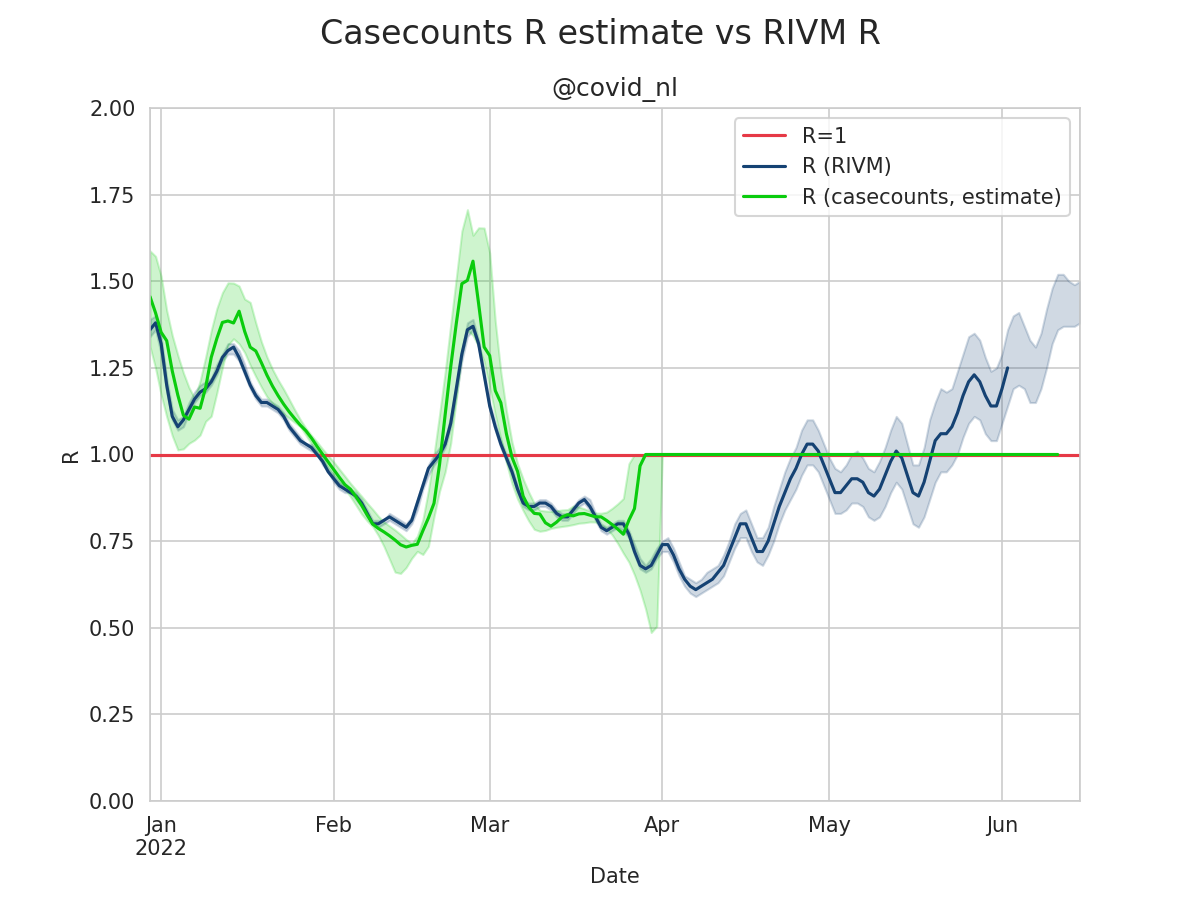 Casecounts R estimate vs RIVM R
@covid_nl
R=1
R (RIVM)
R (casecounts, estimate)
2.00
1.75
1.50
1.25
1.00
0.75
0.50
0.25
0.00
R
Jan Feb Mar Apr May Jun
2022
Date